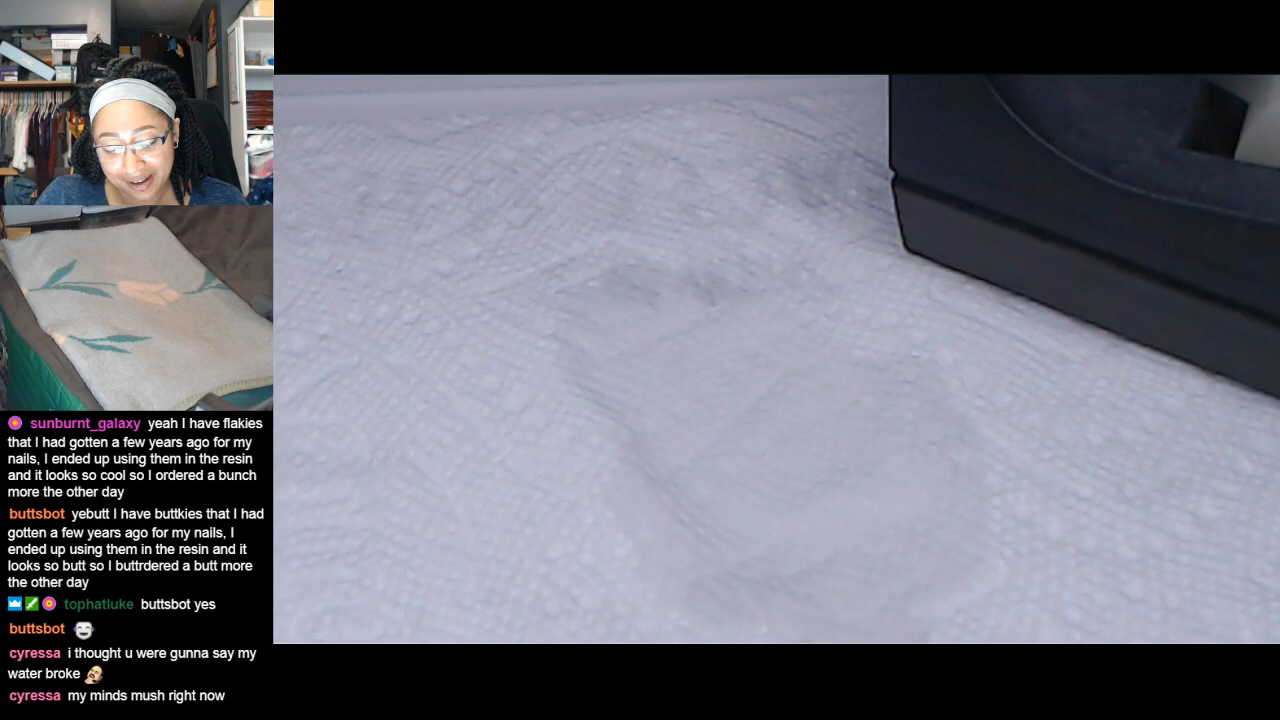 sunburnt_galaxy yeah I have flakies
that I had gotten a few years ago for my
nails, I ended up using them in the resin
and it looks so cool so I ordered a bunch
more the other day
buttsbot yebutt I have buttkies that I had
gotten a few years ago for my nails, I
ended up using them in the resin and it
looks so butt so I buttrdered a butt more
the other day
tophatluke buttsbot yes
buttsbot
cyressa i thought u were gunna say my
water broke
cyressa my minds mush right now